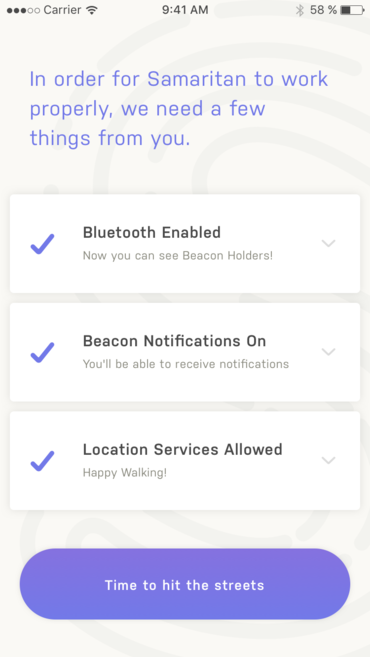 Carrier 9:41 AM 58 %
In order for Samaritan to work
properly, we need a few
things from you.
Bluetooth Enabled
Now you can see Beacon Holders!
Beacon Notifications On
You'll be able to receive notifications
Location Services Allowed
Happy Walking!
Time to hit the streets